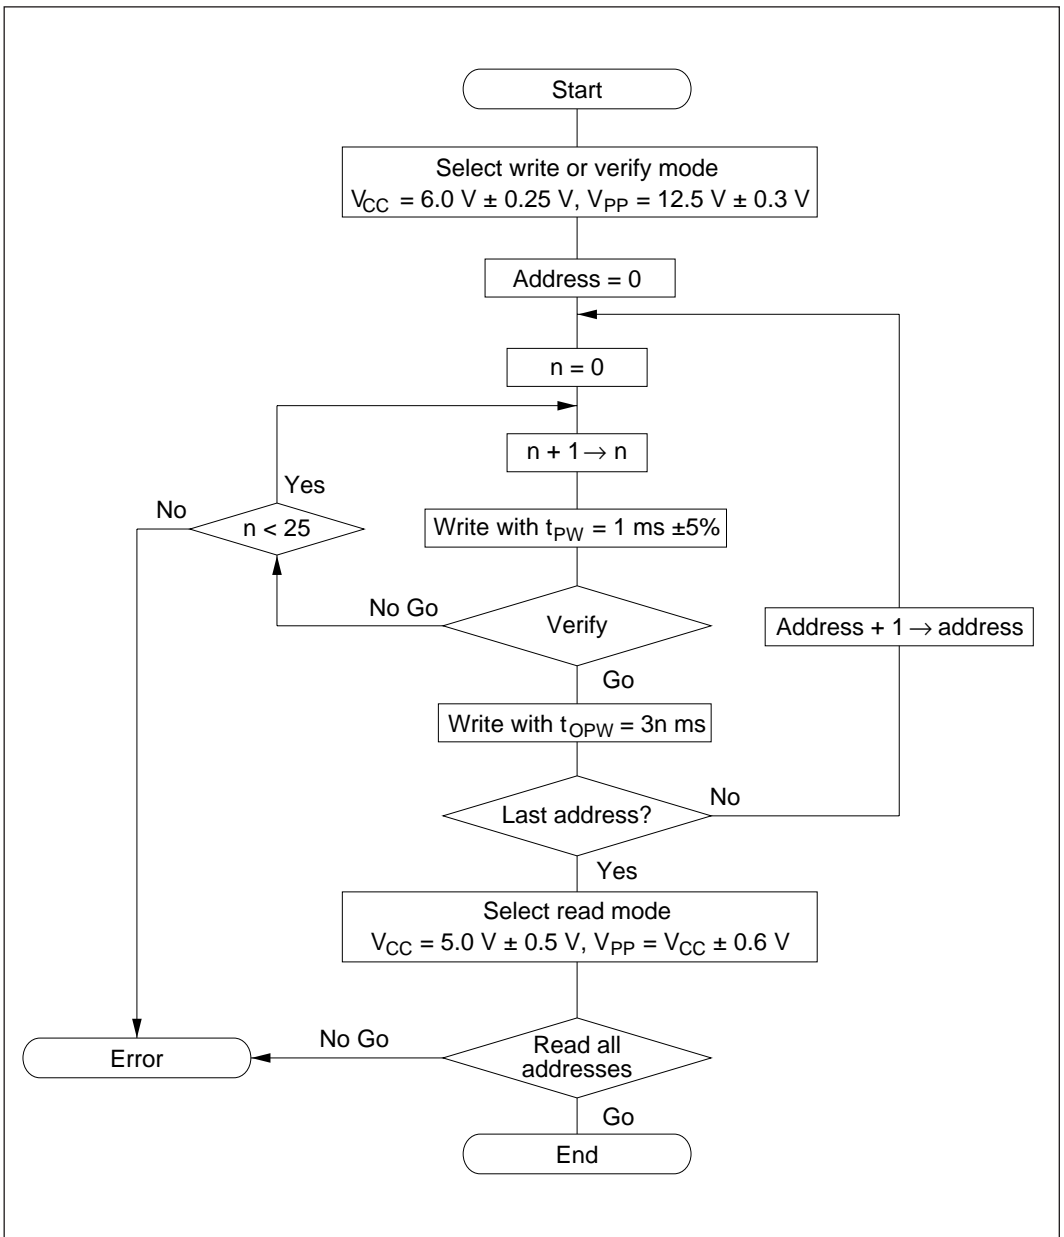 Start
Select write or verify mode
VCC = 6.0 V ± 0.25 V, VPP = 12.5 V ± 0.3 V
Address = 0
n = 0
n + 1 → n
Yes
No
n < 25
Write with tPW = 1 ms ±5%
No Go
Verify
Address + 1 → address
Go
Write with tOPW = 3n ms
Last address?
No
Yes
Select read mode
VCC = 5.0 V ± 0.5 V, VPP = VCC ± 0.6 V
No Go
Read all
addresses
Error
Go
End